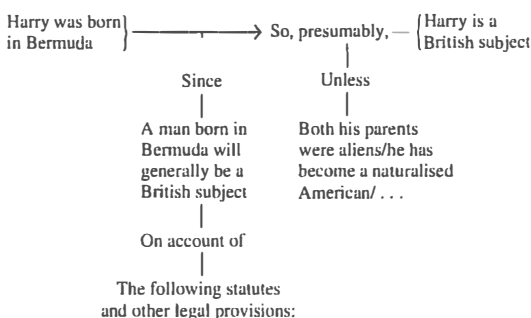 Harry was born
in Bermuda
So, presumably,
Harry is a
British subject
Since
A man born in
Bermuda will
generally be a
British subject
On account of
The following statutes
and other legal provisions:
Unless
Both his parents
were aliens/he has
become a naturalised
American/ . . .